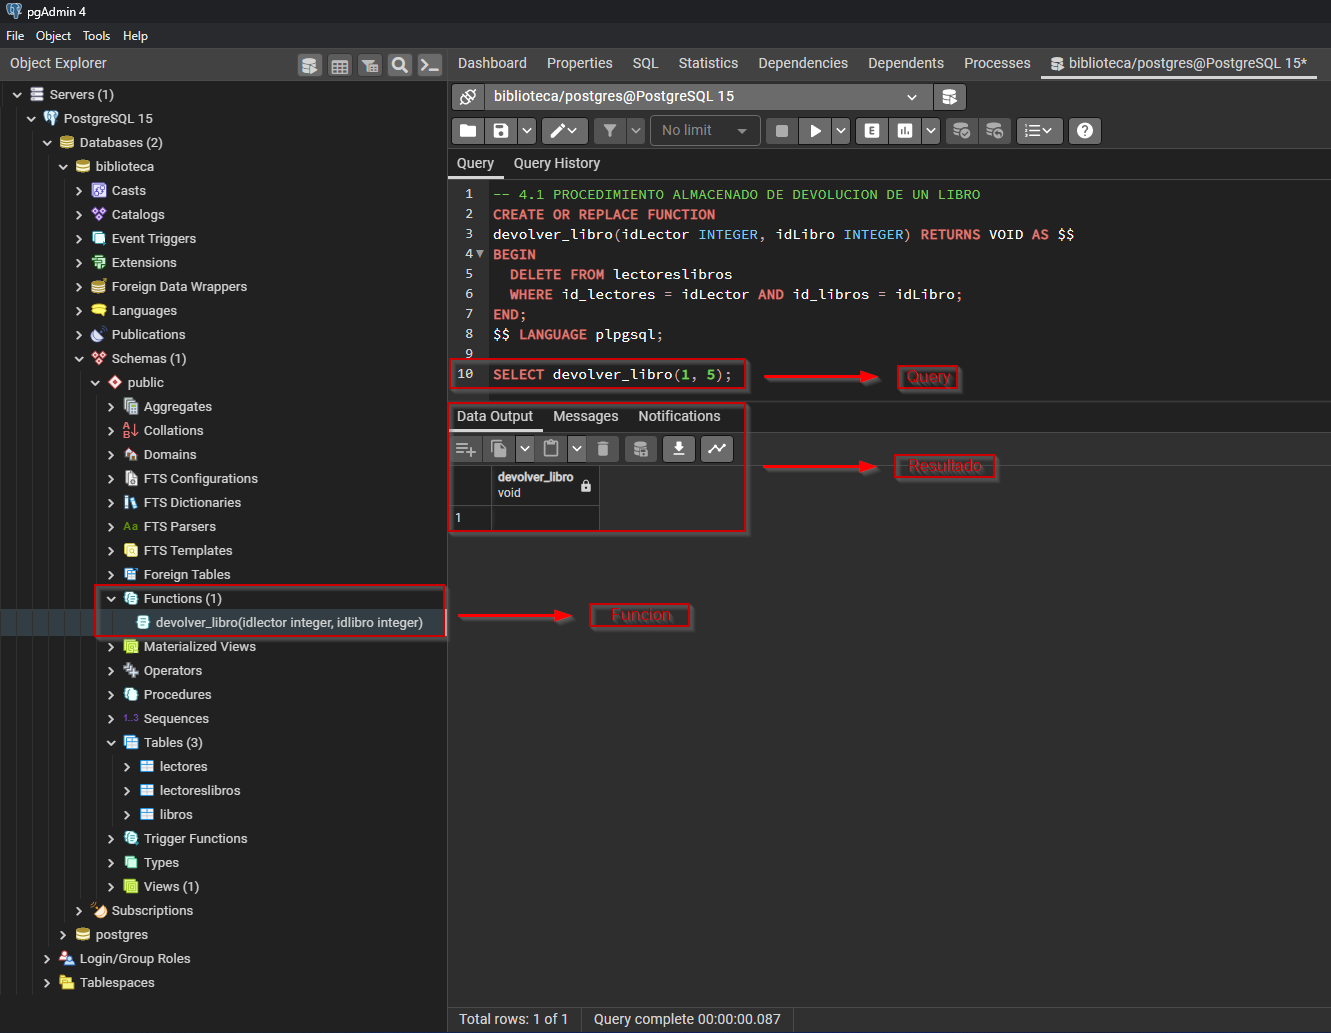 pgAdmin 4
File Object Tools Help
Object Explorer
Servers (1)
PostgreSQL 15
Databases (2)
biblioteca
Casts
Catalogs
Event Triggers
Extensions
Foreign Data Wrappers
Languages
Publications
Schemas (1)
public
Aggregates
Collations
Domains
FTS Configurations
FTS Dictionaries
Aa FTS Parsers
FTS Templates
Foreign Tables
Functions (1)
devolver_libro(idlector integer, idlibro integer)
Materialized Views
Operators
Procedures
1..3 Sequences
Tables (3)
lectores
lectoreslibros
libros
Trigger Functions
Types
Views (1)
Subscriptions
postgres
Login/Group Roles
Tablespaces
Dashboard Properties SQL Statistics Dependencies Dependents Processes biblioteca/postgres@PostgreSQL 15*
biblioteca/postgres@PostgreSQL 15
No limit E
Query Query History
1 -- 4.1 PROCEDIMIENTO ALMACENADO DE DEVOLUCION DE UN LIBRO
2 CREATE OR REPLACE FUNCTION
3 devolver_libro(idLector INTEGER, idLibro INTEGER) RETURNS VOID AS $$
4 BEGIN
5 DELETE FROM lectoreslibros
6 WHERE id_lectores = idLector AND id_libros = idLibro;
7 END;
8 $$ LANGUAGE plpgsql;
9
10 SELECT devolver_libro(1, 5);
Query
Data Output Messages Notifications
Resullado
devolver_libro
void
1
Funcion
Total rows: 1 of 1 Query complete 00:00:00.087